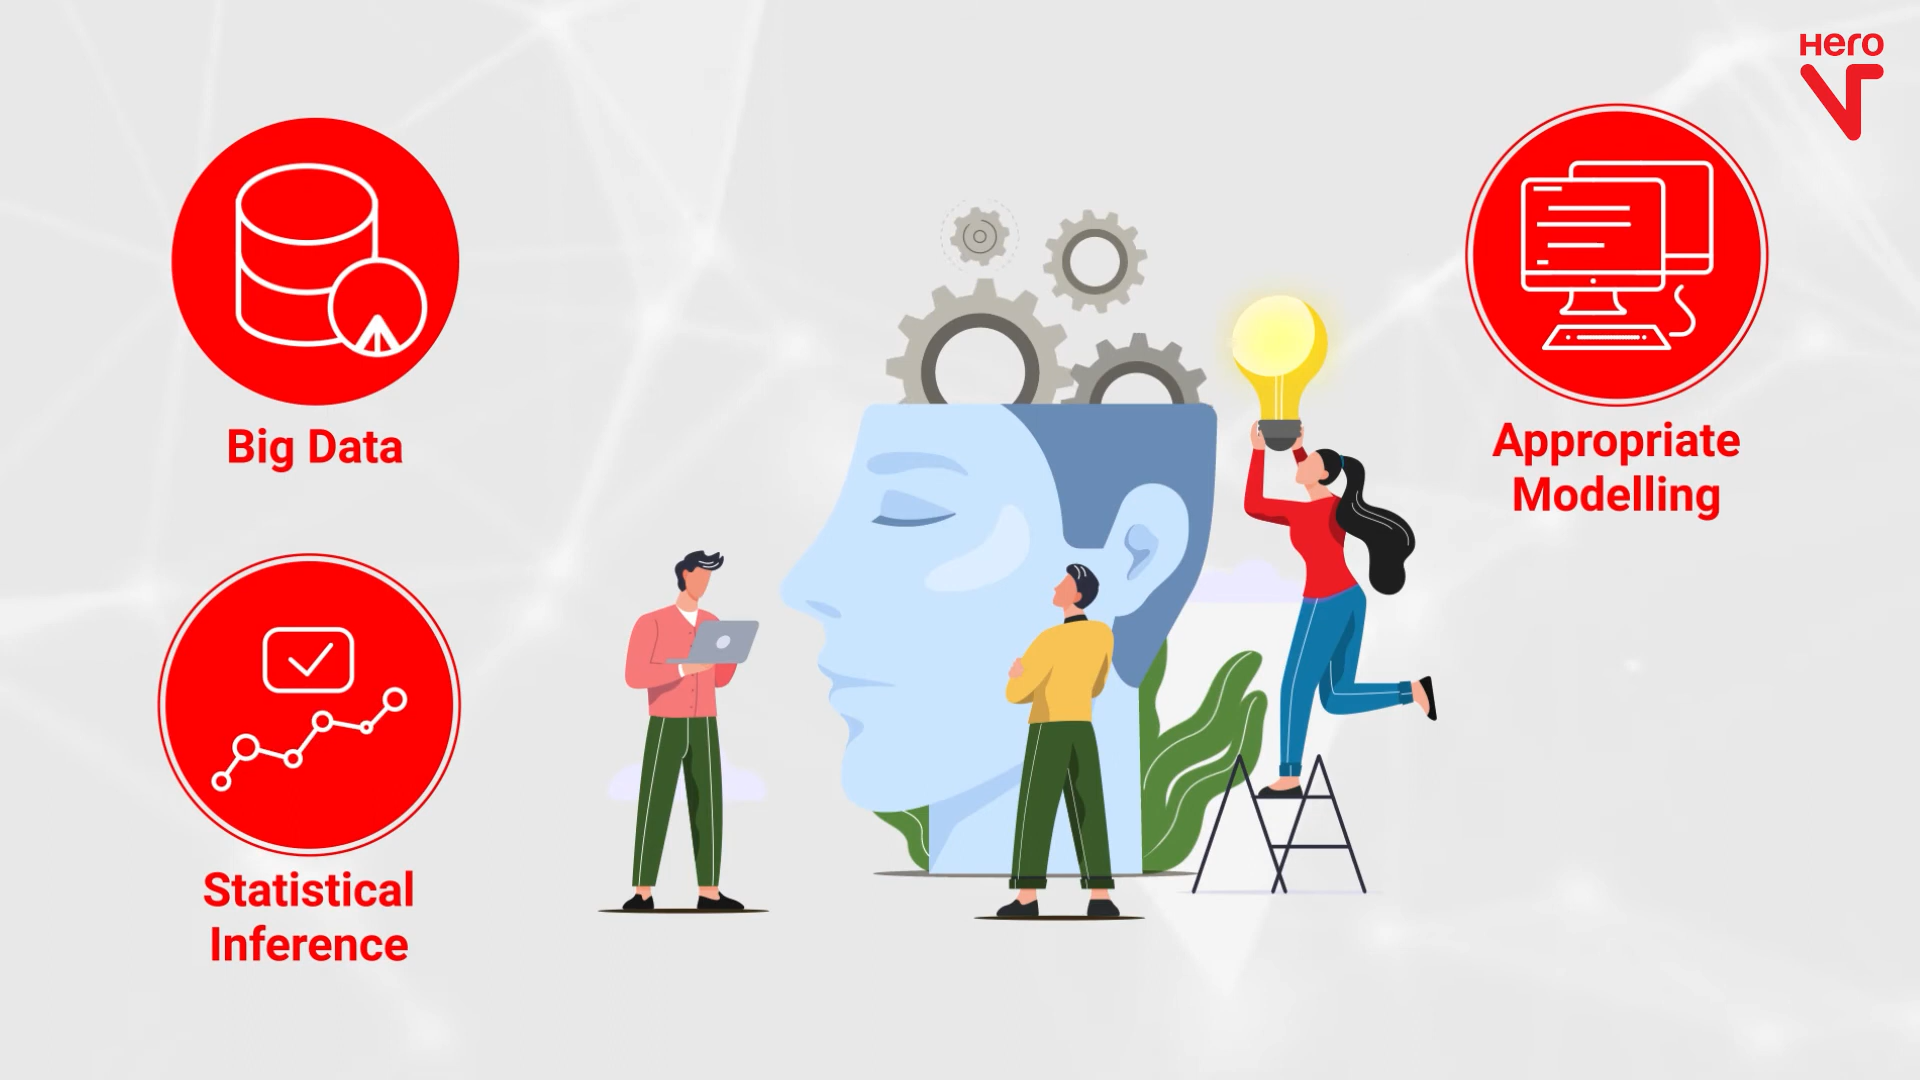 Hero
Big Data
Appropriate
Modelling
Statistical
Inference